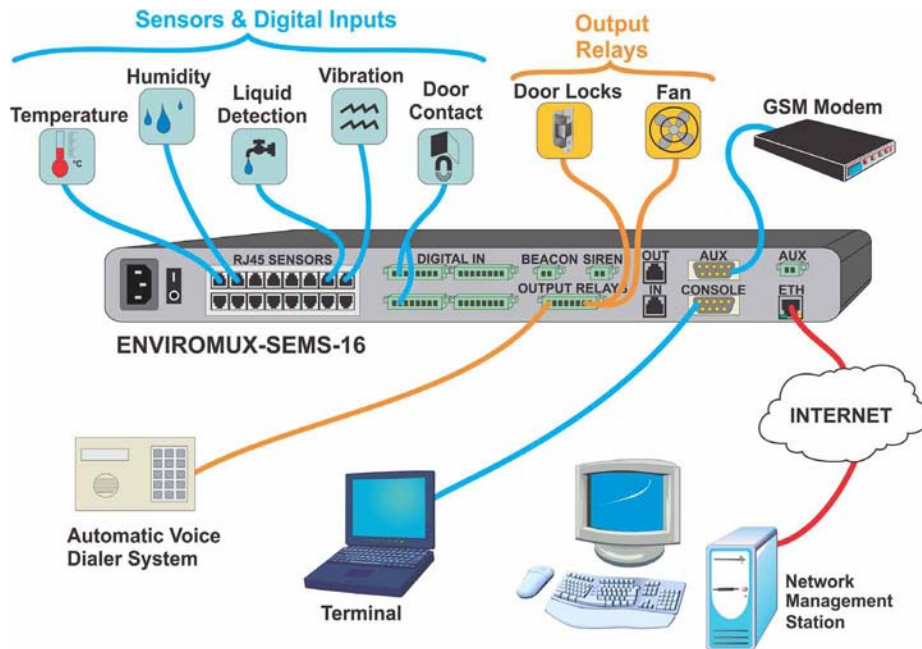 Sensors & Digital Inputs
Output
Relays
Temperature
Humidity
Liquid
Detection
Vibration
Door
Contact
Door Locks
Fan
GSM Modem
°C
RJ45 SENSORS
DIGITAL IN
BEACON
SIREN
OUT
AUX
AUX
OUTPUT RELAYS
IN
CONSOLE
ETH
ENVIROMUX-SEMS-16
INTERNET
Automatic Voice
Dialer System
Terminal
Network
Management
Station